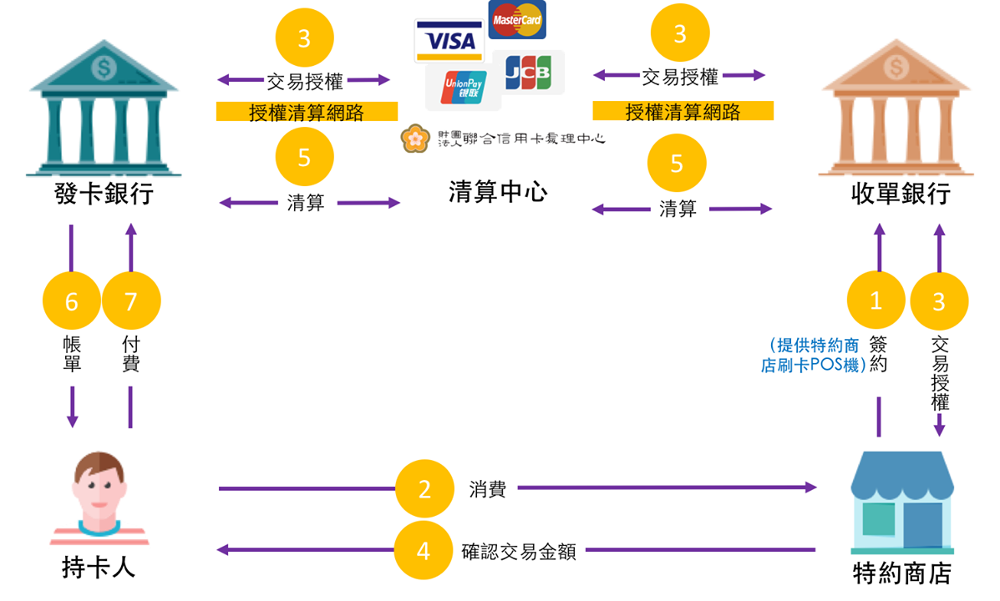 3
交易授權
授權清算網路
5
清算
VISA
MasterCard
JCB
UnionPay
银联
財團法人聯合信用卡處理中心
清算中心
3
交易授權
授權清算網路
5
清算
$
發卡銀行
$
收單銀行
6
帳單
7
付費
1
簽約
(提供特約商
店刷卡POS機)
3
交易授權
2 消費
4 確認交易金額
持卡人
特約商店